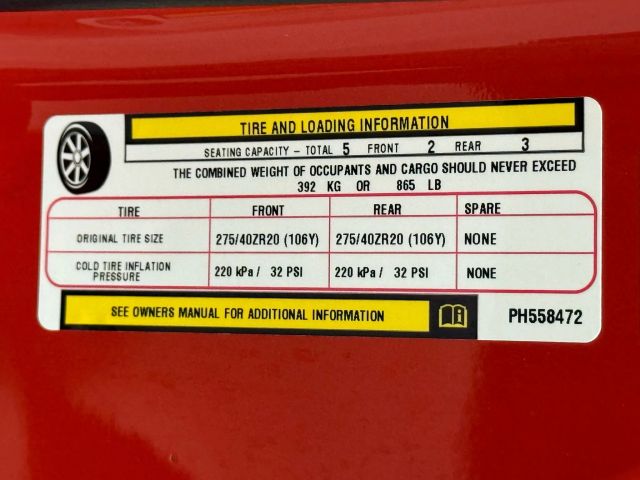 TIRE AND LOADING INFORMATION
SEATING CAPACITY – TOTAL 5 FRONT 2 REAR 3
THE COMBINED WEIGHT OF OCCUPANTS AND CARGO SHOULD NEVER EXCEED
392 KG OR 865 LB
TIRE FRONT REAR SPARE
ORIGINAL TIRE SIZE 275/40ZR20 (106Y) 275/40ZR20 (106Y) NONE
COLD TIRE INFLATION
PRESSURE 220 kPa / 32 PSI 220 kPa / 32 PSI NONE
SEE OWNERS MANUAL FOR ADDITIONAL INFORMATION
PH558472